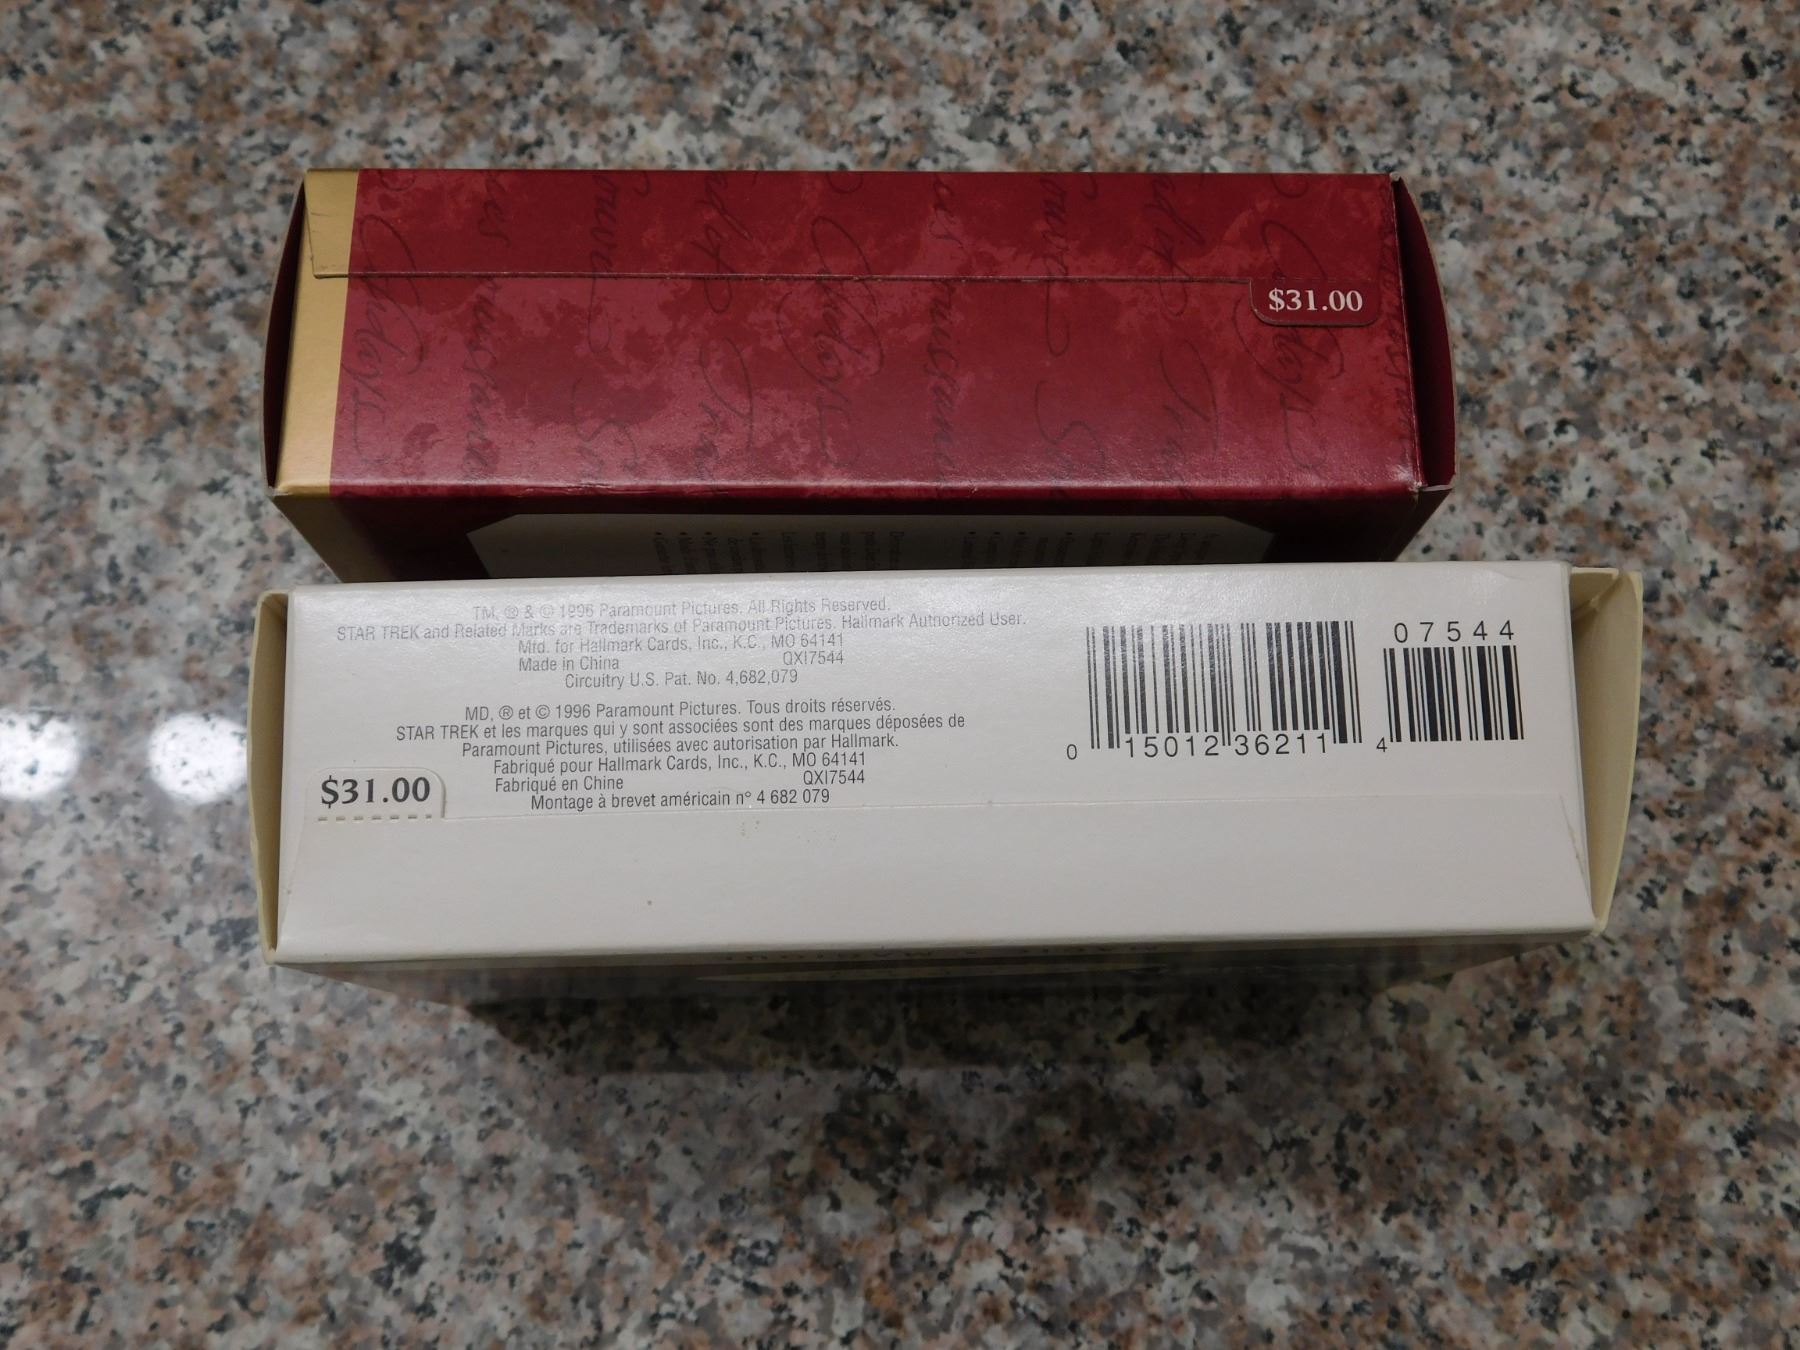 $31.00
TM, ® & © 1996 Paramount Pictures. All Rights Reserved.
STAR TREK and Related Marks are Trademarks of Paramount Pictures. Hallmark Authorized User.
Mfd. for Hallmark Cards, Inc., K.C., MO 64141
Made in China QXI7544
Circuitry U.S. Pat. No. 4,682,079
MD, ® et © 1996 Paramount Pictures. Tous droits réservés.
STAR TREK et les marques qui y sont associées sont des marques déposées de
Paramount Pictures, utilisées avec autorisation par Hallmark.
Fabriqué pour Hallmark Cards, Inc., K.C., MO 64141
Fabriqué en Chine QXI7544
Montage à brevet américain nº 4 682 079
$31.00
07544
0 15012 36211 4